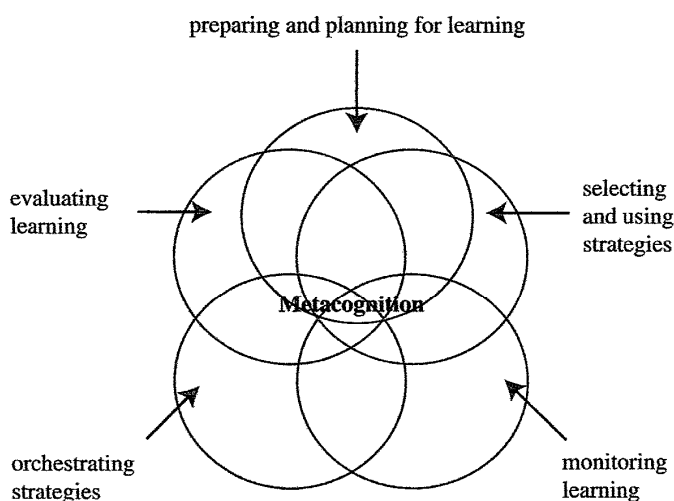 preparing and planning for learning
evaluating
learning
selecting
and using
strategies
Metacognition
orchestrating
strategies
monitoring
learning